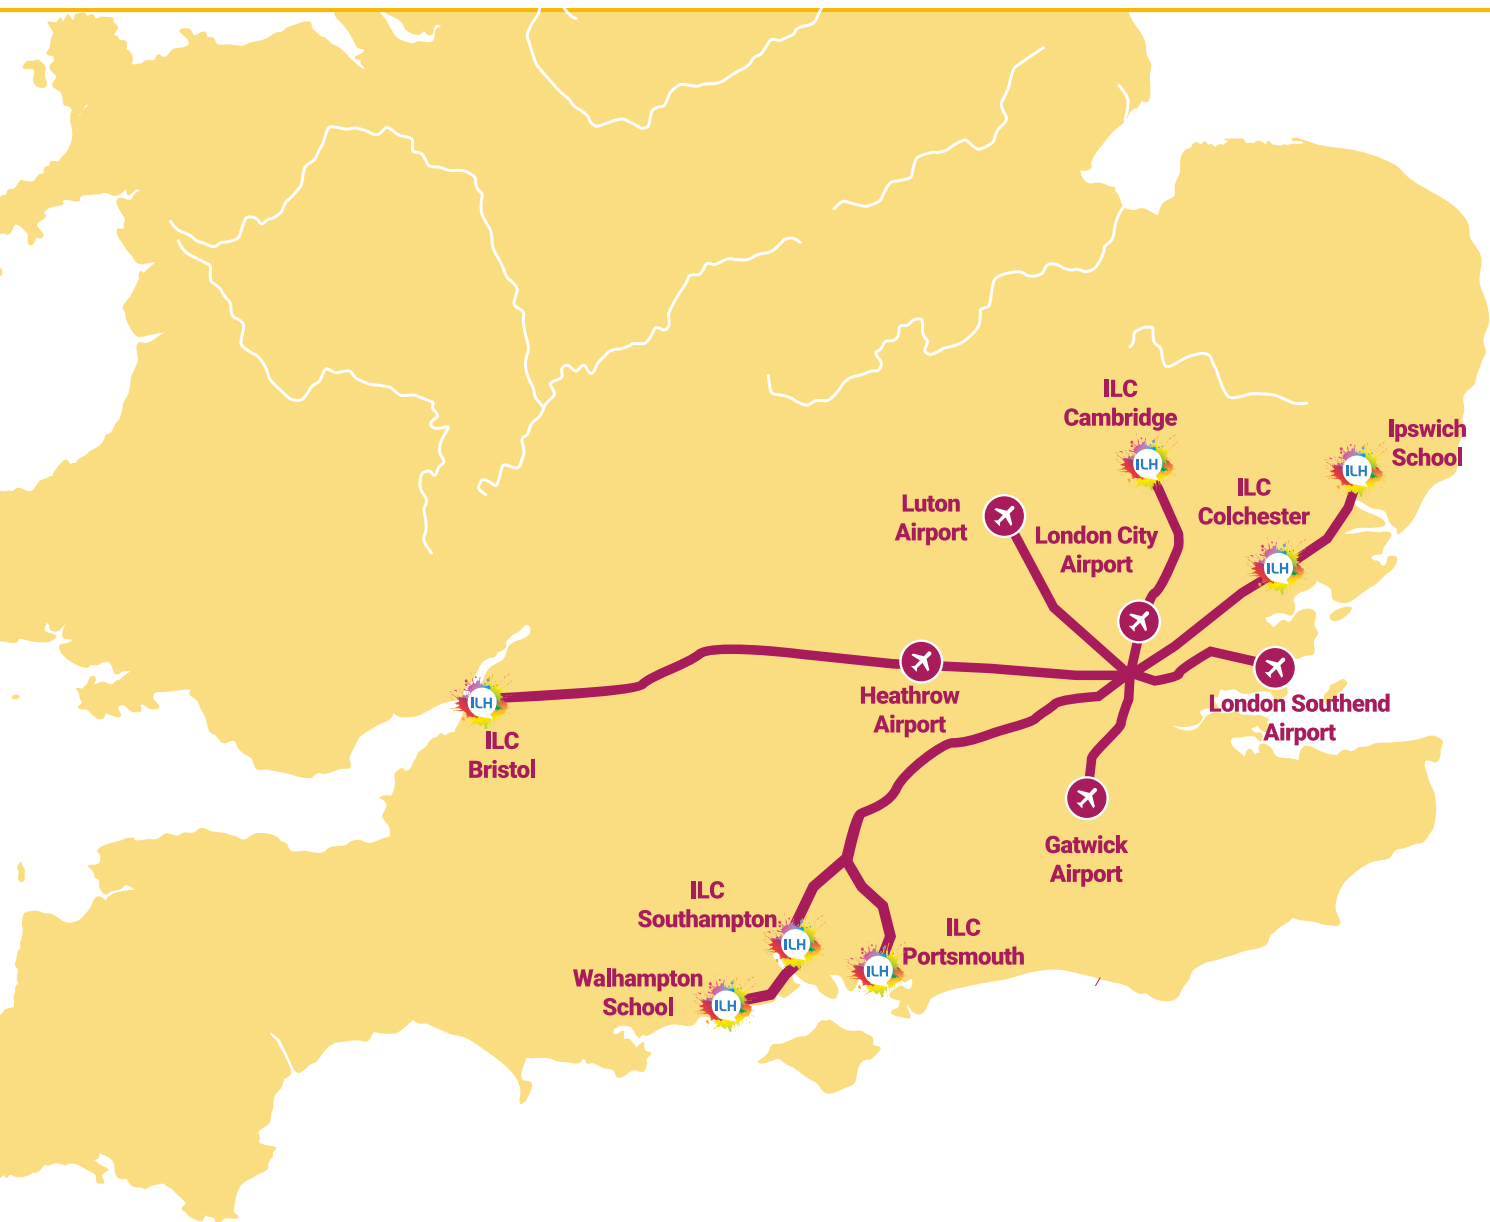 ILC
Cambridge
ILH
Ipswich
School
ILH
ILC
Colchester
ILH
Luton
Airport
London City
Airport
Heathrow
Airport
London Southend
Airport
ILH
ILC
Bristol
Gatwick
Airport
ILC
Southampton
ILH
ILC
Portsmouth
ILH
Walhampton
School
ILH